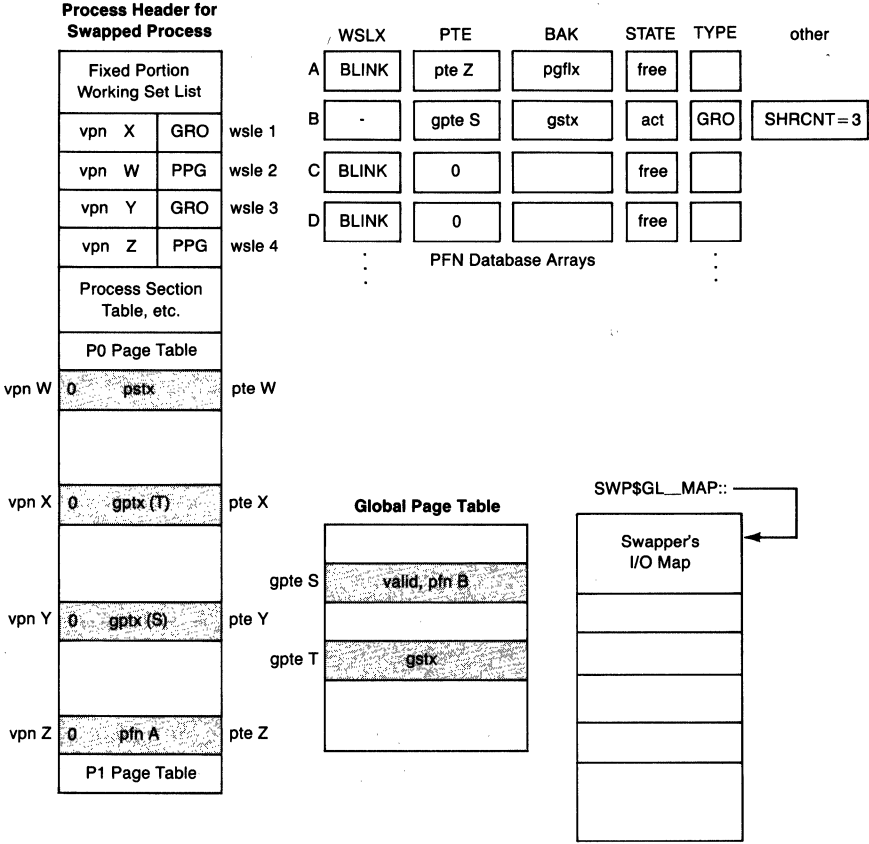 Process Header for
Swapped Process
Fixed Portion
Working Set List
vpn X GRO wsle 1
vpn W PPG wsle 2
vpn Y GRO wsle 3
vpn Z PPG wsle 4
Process Section
Table, etc.
P0 Page Table
vpn W 0 pstx pte W
vpn X 0 gptx (T) pte X
vpn Y 0 gptx (S) pte Y
vpn Z 0 pfn A pte Z
P1 Page Table
WSLX PTE BAK STATE TYPE other
A BLINK pte Z pgflx free
B - gpte S gstx act GRO SHRCNT=3
C BLINK 0 free
D BLINK 0 free
PFN Database Arrays
Global Page Table
gpte S valid, pfn B
gpte T gstx
SWP$GL__MAP::
Swapper's
I/O Map